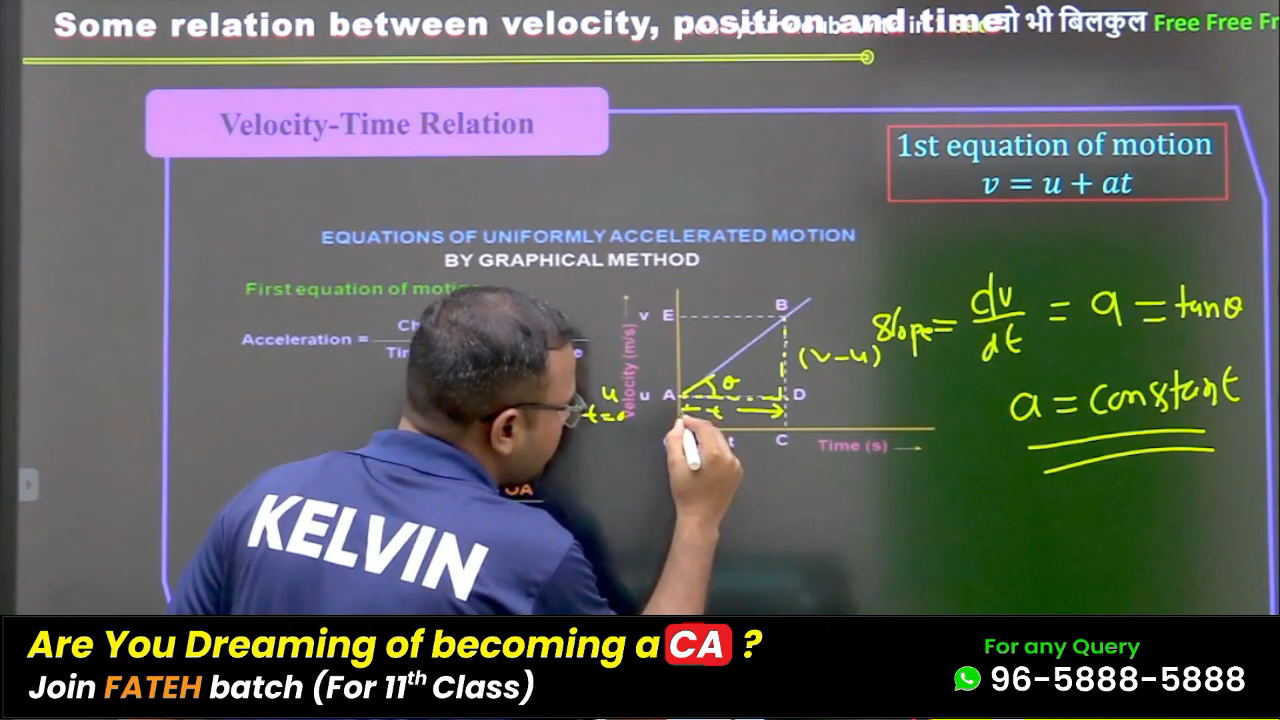 Some relation between velocity, position and time
वो भी बिलकुल Free Free Fr
Velocity-Time Relation
1st equation of motion
v = u + at
EQUATIONS OF UNIFORMLY ACCELERATED MOTION
BY GRAPHICAL METHOD
First equation of motion
Acceleration =
v E B
Velocity (m/s)
(v-u)
u A θ D
u
t
t C Time (s)
Slope = dv/dt = a = tanθ
a = constant
OA
KELVIN
Are You Dreaming of becoming a CA ?
Join FATEH batch (For 11th Class)
For any Query
96-5888-5888